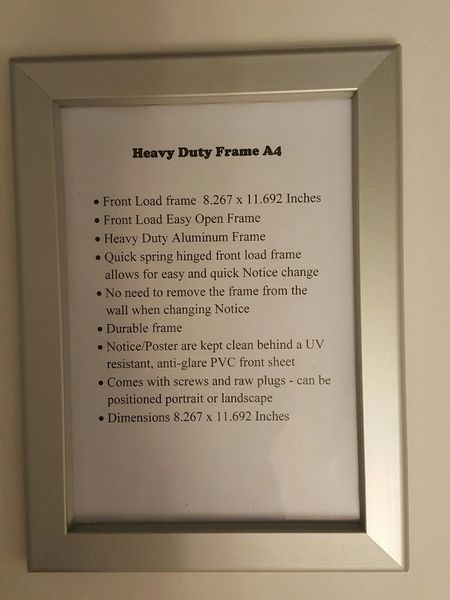 Heavy Duty Frame A4
• Front Load frame 8.267 x 11.692 Inches
• Front Load Easy Open Frame
• Heavy Duty Aluminum Frame
• Quick spring hinged front load frame
allows for easy and quick Notice change
• No need to remove the frame from the
wall when changing Notice
• Durable frame
• Notice/Poster are kept clean behind a UV
resistant, anti-glare PVC front sheet
• Comes with screws and raw plugs - can be
positioned portrait or landscape
• Dimensions 8.267 x 11.692 Inches